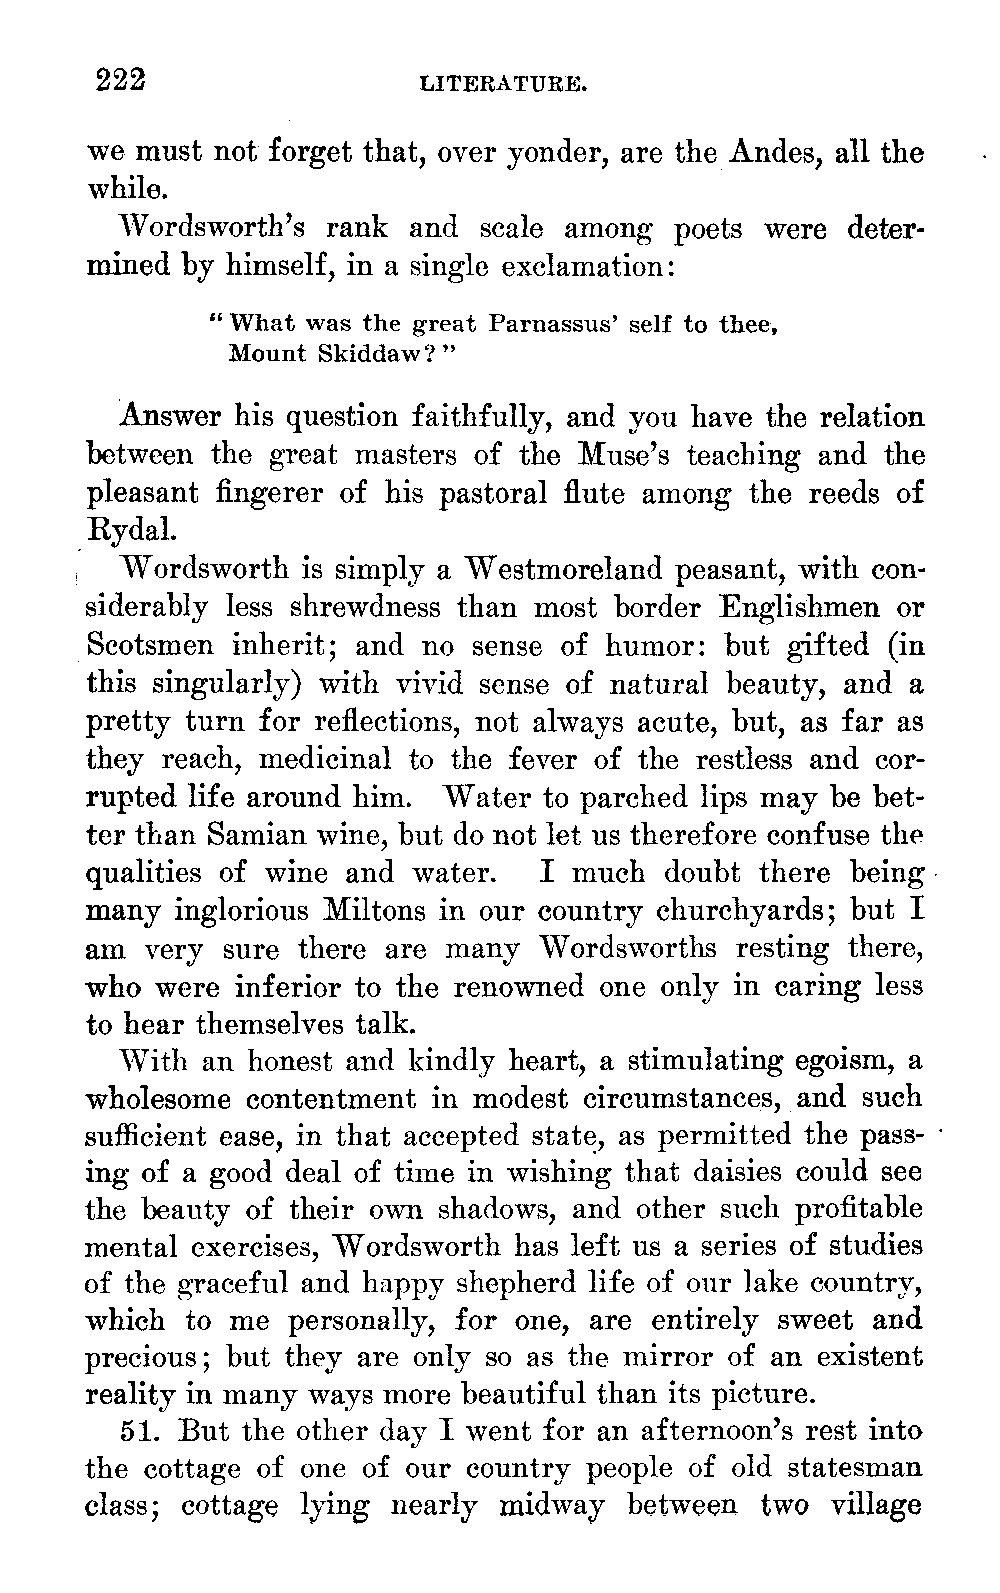 222 LITERATURE.
we must not forget that, over yonder, are the Andes, all the
while.
Wordsworth's rank and scale among poets were deter-
mined by himself, in a single exclamation:
"What was the great Parnassus' self to thee,
Mount Skiddaw?"
Answer his question faithfully, and you have the relation
between the great masters of the Muse's teaching and the
pleasant fingerer of his pastoral flute among the reeds of
Rydal.
Wordsworth is simply a Westmoreland peasant, with con-
siderably less shrewdness than most border Englishmen or
Scotsmen inherit; and no sense of humor: but gifted (in
this singularly) with vivid sense of natural beauty, and a
pretty turn for reflections, not always acute, but, as far as
they reach, medicinal to the fever of the restless and cor-
rupted life around him. Water to parched lips may be bet-
ter than Samian wine, but do not let us therefore confuse the
qualities of wine and water. I much doubt there being
many inglorious Miltons in our country churchyards; but I
am very sure there are many Wordsworths resting there,
who were inferior to the renowned one only in caring less
to hear themselves talk.
With an honest and kindly heart, a stimulating egoism, a
wholesome contentment in modest circumstances, and such
sufficient ease, in that accepted state, as permitted the pass-
ing of a good deal of time in wishing that daisies could see
the beauty of their own shadows, and other such profitable
mental exercises, Wordsworth has left us a series of studies
of the graceful and happy shepherd life of our lake country,
which to me personally, for one, are entirely sweet and
precious; but they are only so as the mirror of an existent
reality in many ways more beautiful than its picture.
51. But the other day I went for an afternoon's rest into
the cottage of one of our country people of old statesman
class; cottage lying nearly midway between two village